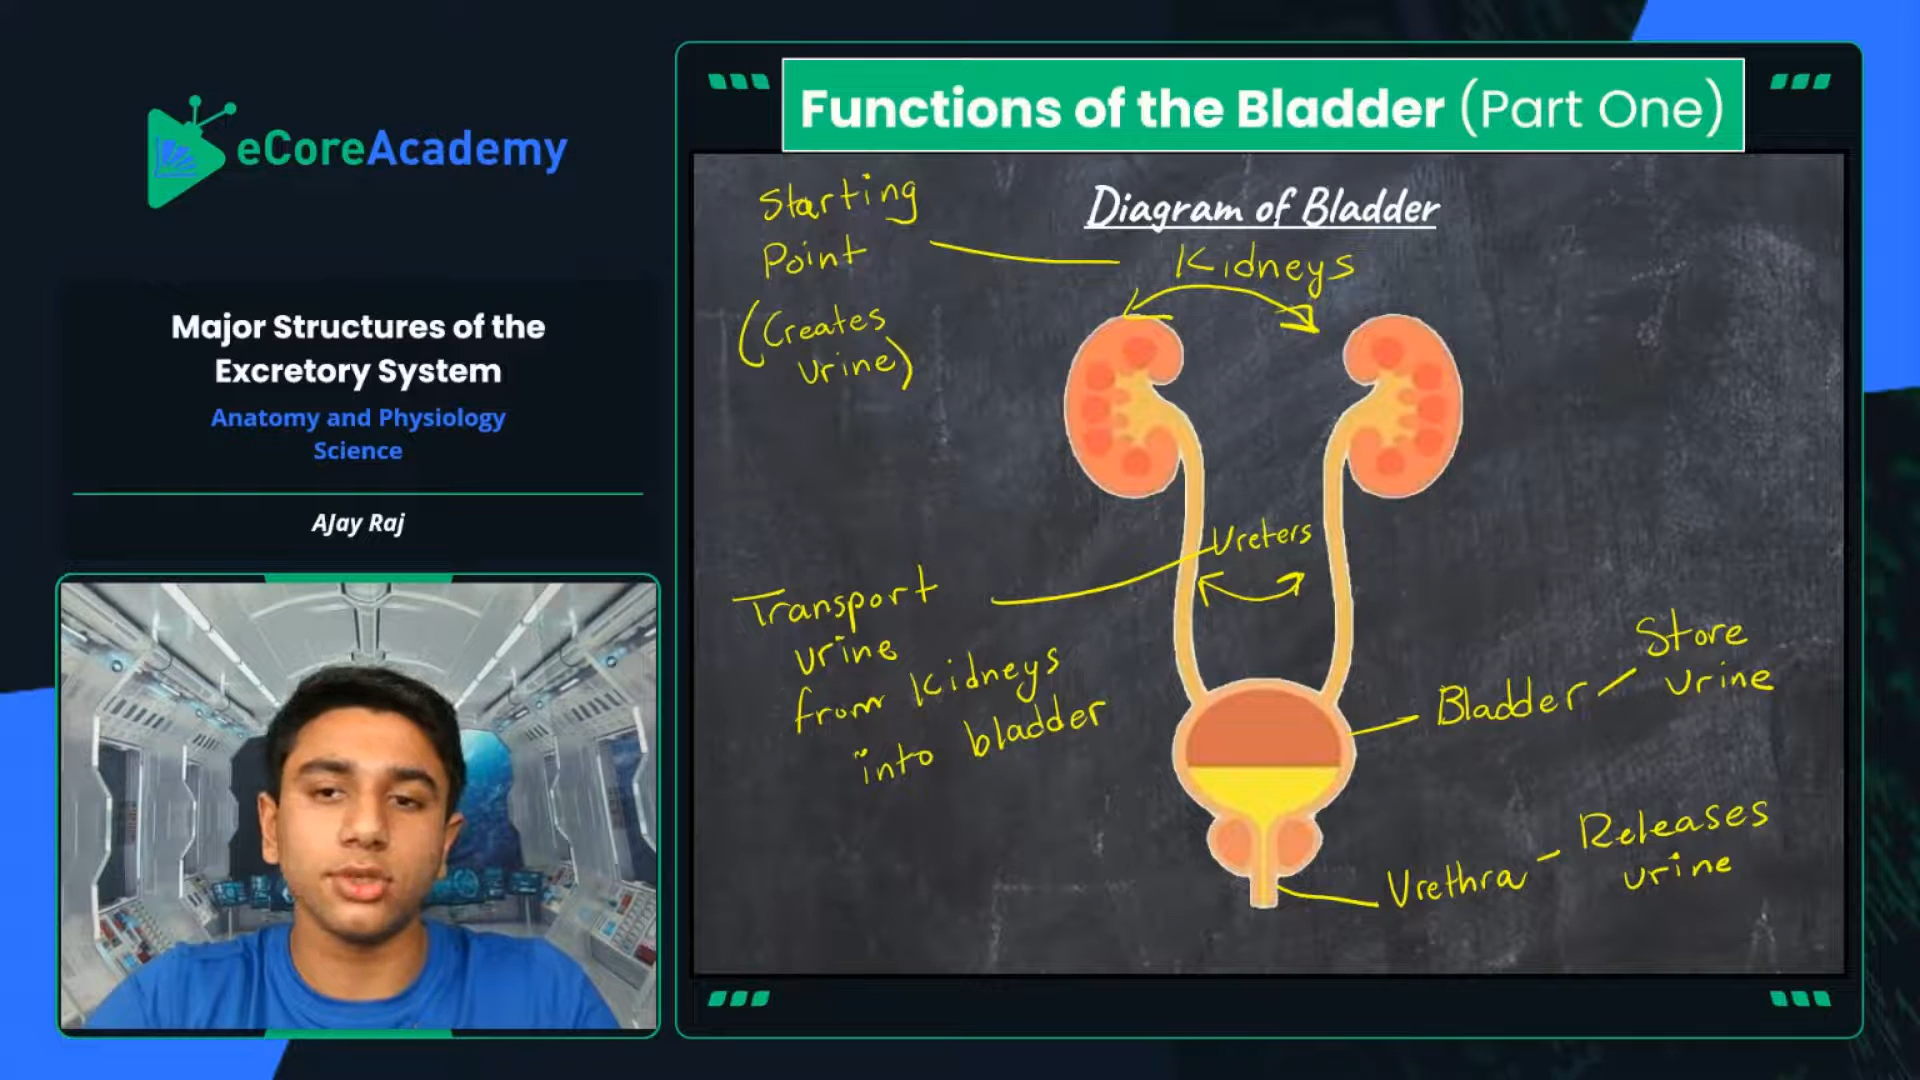 eCoreAcademy
Major Structures of the
Excretory System
Anatomy and Physiology
Science
AJay Raj
Functions of the Bladder (Part One)
Diagram of Bladder
Starting
Point
(Creates
urine)
Kidneys
Ureters
Transport
urine
from Kidneys
into bladder
Bladder - Store
urine
Urethra - Releases
urine